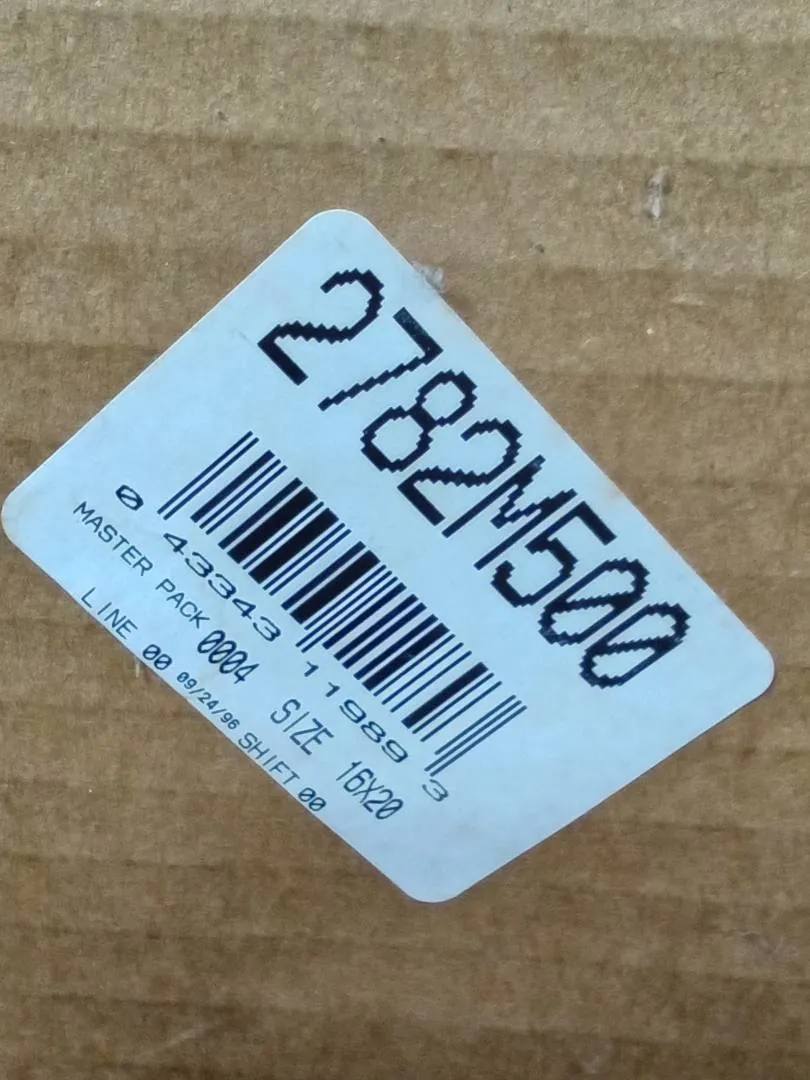 2782M500
0 43343 11989 3
MASTER PACK 0004 SIZE 16X20
LINE 00 09/24/96 SHIFT 00